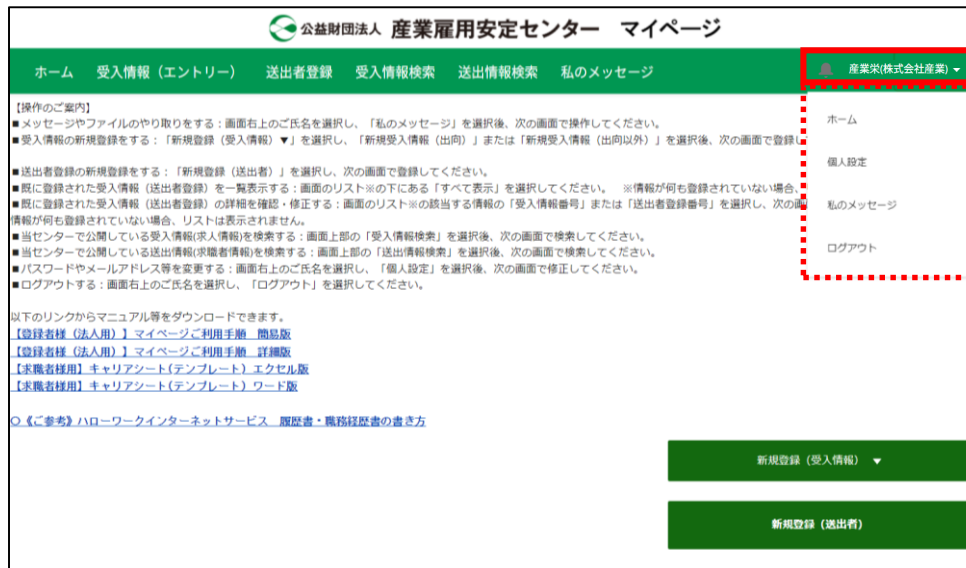 公益財団法人 産業雇用安定センター マイページ
ホーム 受入情報（エントリー） 送出者登録 受入情報検索 送出情報検索 私のメッセージ 産業栄(株式会社産業)
ホーム
個人設定
私のメッセージ
ログアウト
【操作のご案内】
■メッセージやファイルのやり取りをする：画面右上のご氏名を選択し、「私のメッセージ」を選択後、次の画面で操作してください。
■受入情報の新規登録をする：「新規登録（受入情報）▼」を選択し、「新規受入情報（出向）」または「新規受入情報（出向以外）」を選択後、次の画面で登録し
■送出者登録の新規登録をする：「新規登録（送出者）」を選択し、次の画面で登録してください。
■既に登録された受入情報（送出者登録）を一覧表示する：画面のリスト※の下にある「すべて表示」を選択してください。 ※情報が何も登録されていない場合、
■既に登録された受入情報（送出者登録）の詳細を確認・修正する：画面のリスト※の該当する情報の「受入情報番号」または「送出者登録番号」を選択し、次の画
情報が何も登録されていない場合、リストは表示されません。
■当センターで公開している受入情報(求人情報)を検索する：画面上部の「受入情報検索」を選択後、次の画面で検索してください。
■当センターで公開している送出情報(求職者情報)を検索する：画面上部の「送出情報検索」を選択後、次の画面で検索してください。
■パスワードやメールアドレス等を変更する：画面右上のご氏名を選択し、「個人設定」を選択後、次の画面で修正してください。
■ログアウトする：画面右上のご氏名を選択し、「ログアウト」を選択してください。
以下のリンクからマニュアル等をダウンロードできます。
【登録者様（法人用）】マイページご利用手順 簡易版
【登録者様（法人用）】マイページご利用手順 詳細版
【求職者様用】キャリアシート(テンプレート) エクセル版
【求職者様用】キャリアシート(テンプレート) ワード版
○《ご参考》ハローワークインターネットサービス 履歴書・職務経歴書の書き方
新規登録（受入情報） ▼
新規登録（送出者）